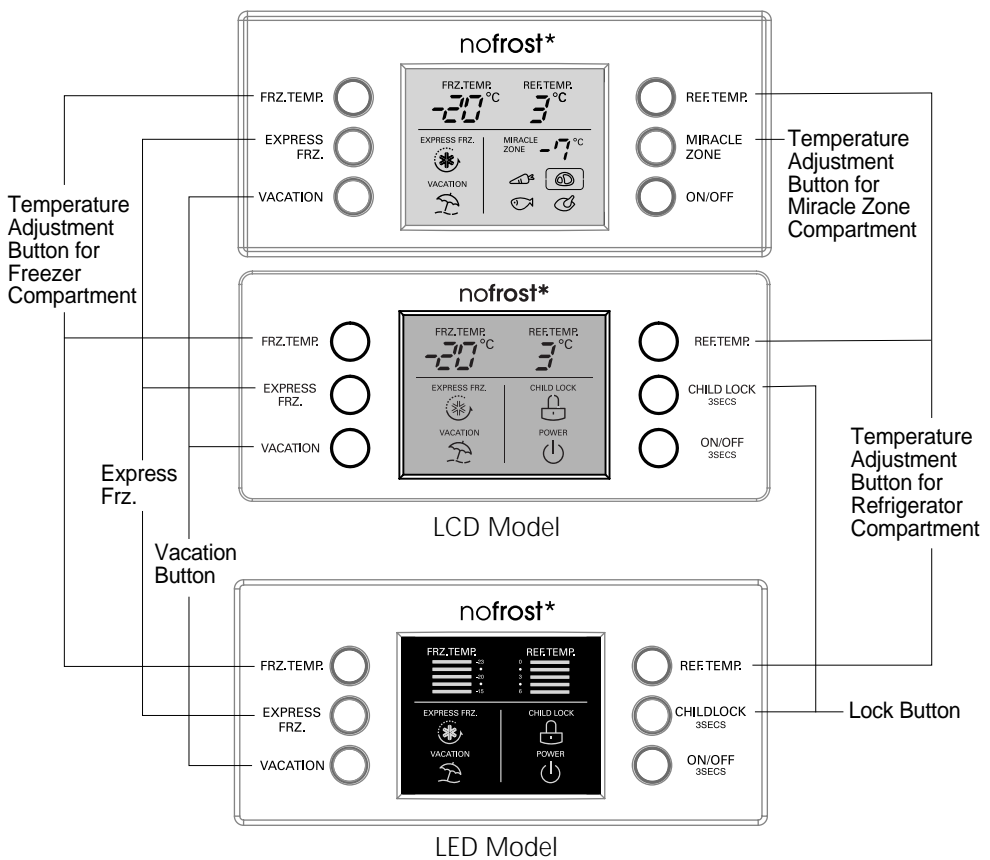 nofrost*
FRZ.TEMP.
EXPRESS
FRZ.
VACATION
FRZ.TEMP. REF.TEMP.
-20 °C 3 °C
EXPRESS FRZ. MIRACLE
ZONE -7 °C
VACATION
REF.TEMP.
MIRACLE
ZONE
ON/OFF
Temperature
Adjustment
Button for
Freezer
Compartment
Temperature
Adjustment
Button for
Miracle Zone
Compartment
nofrost*
FRZ.TEMP.
EXPRESS
FRZ.
VACATION
FRZ.TEMP. REF.TEMP.
-20 °C 3 °C
EXPRESS FRZ. CHILD LOCK
VACATION POWER
REF.TEMP.
CHILD LOCK
3SECS
ON/OFF
3SECS
LCD Model
Express
Frz.
Vacation
Button
Temperature
Adjustment
Button for
Refrigerator
Compartment
nofrost*
FRZ.TEMP.
EXPRESS
FRZ.
VACATION
FRZ.TEMP. REF.TEMP.
-23 0
-20 3
-15 6
EXPRESS FRZ. CHILD LOCK
VACATION POWER
REF.TEMP.
CHILDLOCK
3SECS
ON/OFF
3SECS
Lock Button
LED Model